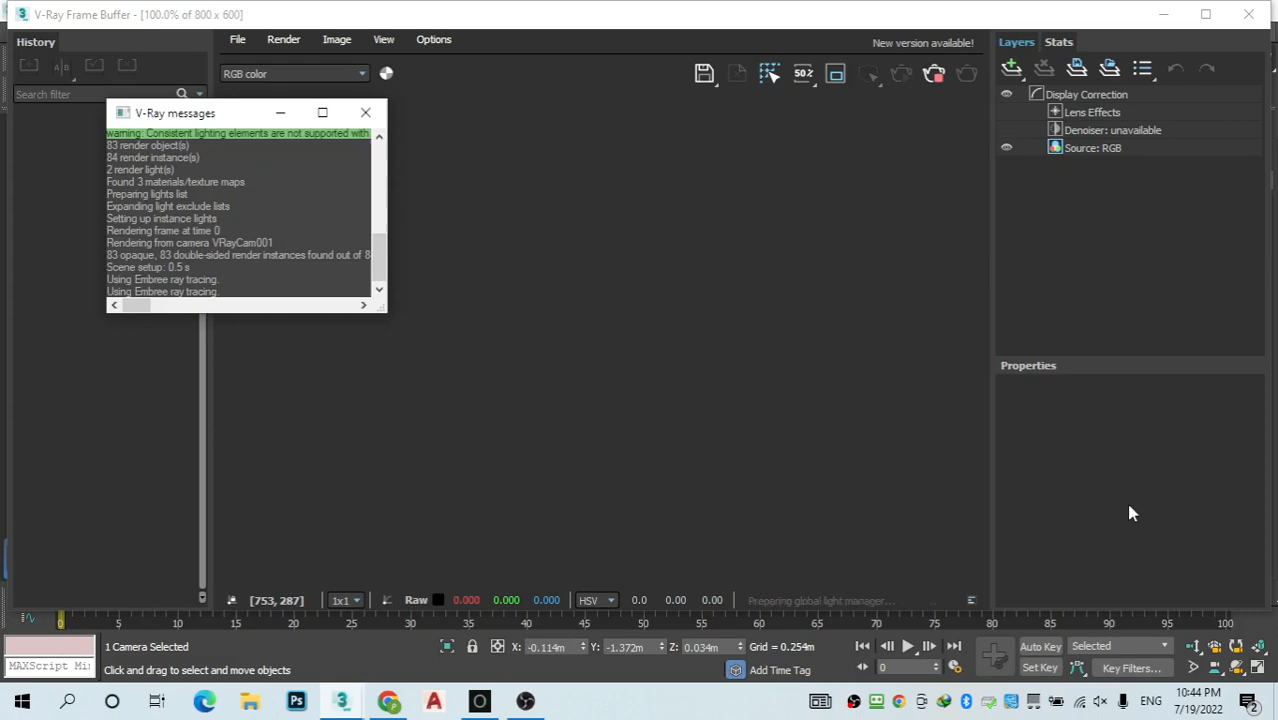 V-Ray Frame Buffer - [100.0% of 800 x 600]
History
File Render Image View Options
New version available!
Layers Stats
RGB color
50%
Search filter
Display Correction
Lens Effects
Denoiser: unavailable
Source: RGB
V-Ray messages
warning: Consistent lighting elements are not supported with
83 render object(s)
84 render instance(s)
2 render light(s)
Found 3 materials/texture maps
Preparing lights list
Expanding light exclude lists
Setting up instance lights
Rendering frame at time 0
Rendering from camera VRayCam001
83 opaque, 83 double-sided render instances found out of 8
Scene setup: 0.5 s
Using Embree ray tracing.
Using Embree ray tracing.
Properties
[753, 287] 1x1 Raw 0.000 0.000 0.000 HSV 0.0 0.00 0.00 Preparing global light manager...
0 5 10 15 20 25 30 35 40 45 50 55 60 65 70 75 80 85 90 95 100
1 Camera Selected
X: -0.114m Y: -1.372m Z: 0.034m Grid = 0.254m
Auto Key Selected
MAXScript Mi
Click and drag to select and move objects
Add Time Tag
0
Set Key Key Filters...
Ps
3
A
O
ENG
10:44 PM
7/19/2022
2